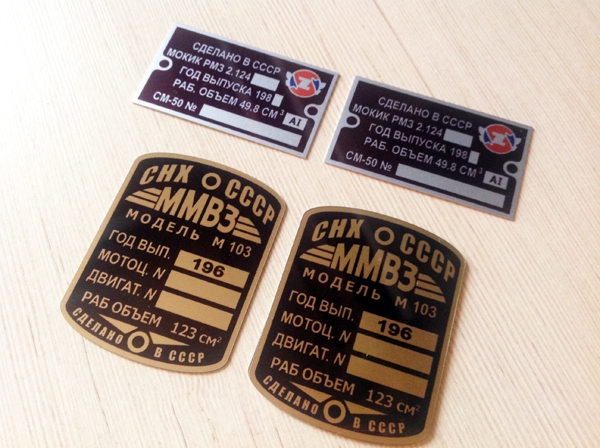 СДЕЛАНО В СССР
МОКИК РМЗ 2.124
ГОД ВЫПУСКА 198
РАБ. ОБЪЕМ 49.8 СМ³
СМ-50 № AI
СДЕЛАНО В СССР
МОКИК РМЗ 2.124
ГОД ВЫПУСКА 198
РАБ. ОБЪЕМ 49.8 СМ³
СМ-50 № AI
СНХ СССР
ММВЗ
МОДЕЛЬ М 103
ГОД ВЫП. 196
МОТОЦ. N
ДВИГАТ. N
РАБ ОБЪЕМ 123 см²
СДЕЛАНО В СССР
СНХ СССР
ММВЗ
МОДЕЛЬ М 103
ГОД ВЫП. 196
МОТОЦ. N
ДВИГАТ. N
РАБ ОБЪЕМ 123 см²
СДЕЛАНО В СССР